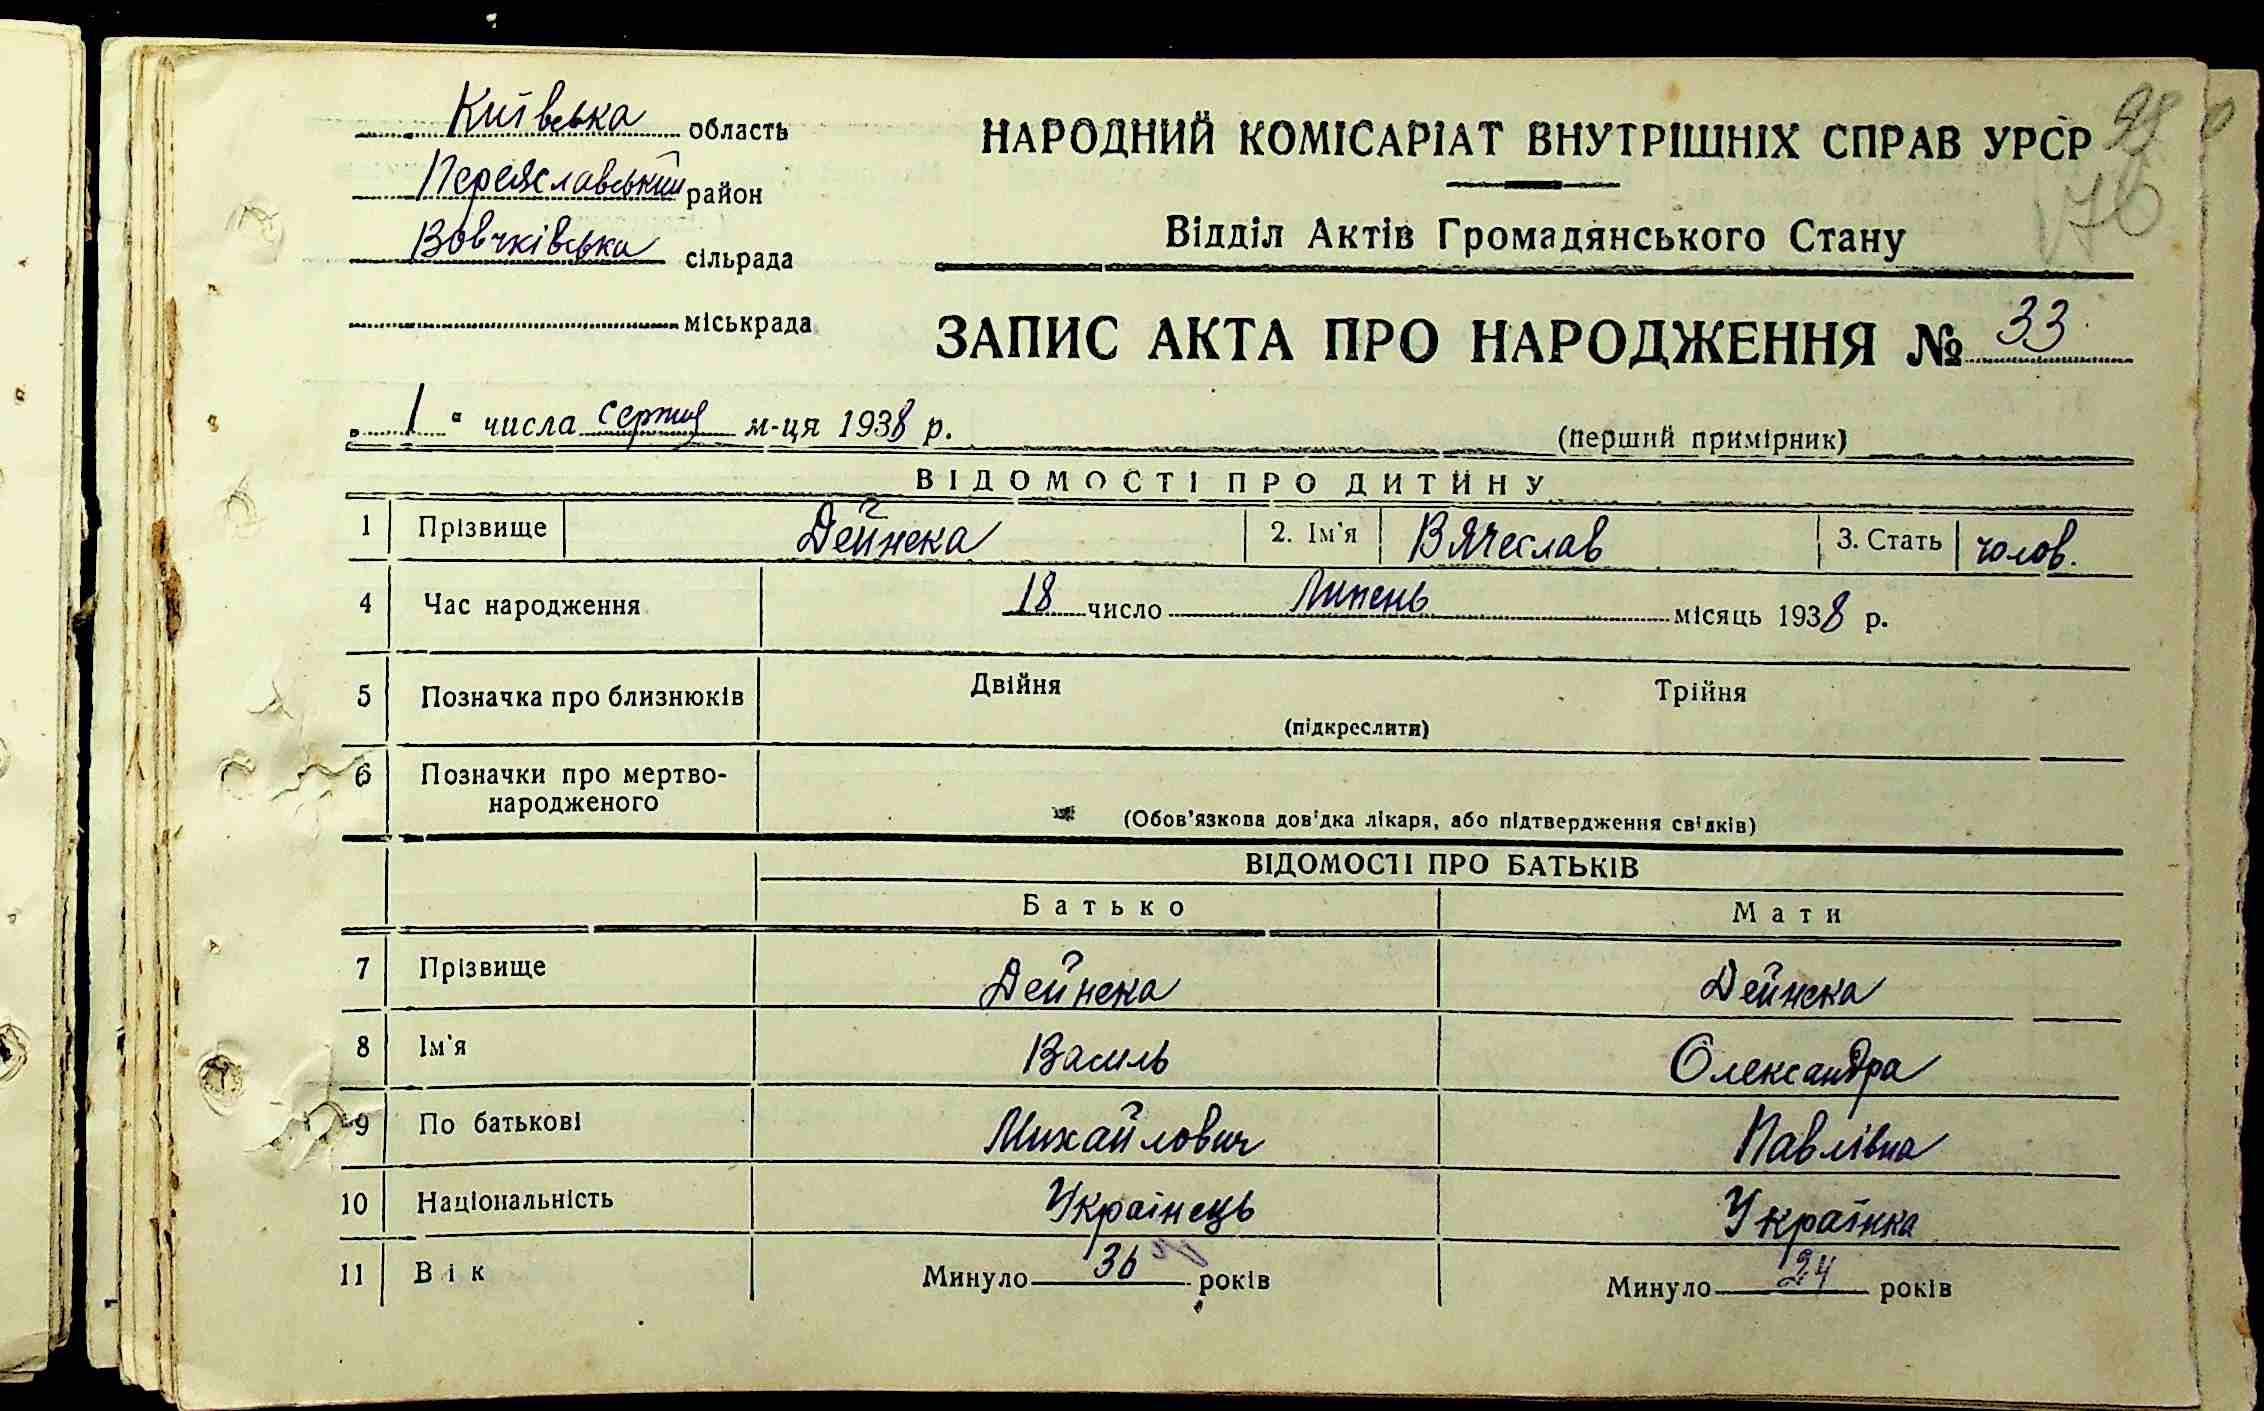 Київська область
Переяславський район
Вовчківська сільрада
міськрада
НАРОДНИЙ КОМІСАРІАТ ВНУТРІШНІХ СПРАВ УРСР
Відділ Актів Громадянського Стану
ЗАПИС АКТА ПРО НАРОДЖЕННЯ № 33
„ 1 “ числа серпня м-ця 1938 р.
(перший примірник)
ВІДОМОСТІ ПРО ДИТИНУ
1 Прізвище Дейнека 2. Ім'я Вячеслав 3. Стать чолов.
4 Час народження 18 число Липень місяць 1938 р.
5 Позначка про близнюків Двійня Трійня
(підкреслити)
6 Позначки про мертво-
народженого
(Обов'язкова дов'дка лікаря, або підтвердження свідків)
ВІДОМОСТІ ПРО БАТЬКІВ
Батько Мати
7 Прізвище Дейнека Дейнека
8 Ім'я Василь Олександра
9 По батькові Михайлович Павлівна
10 Національність Українець Українка
11 Вік Минуло 36 років Минуло 24 років